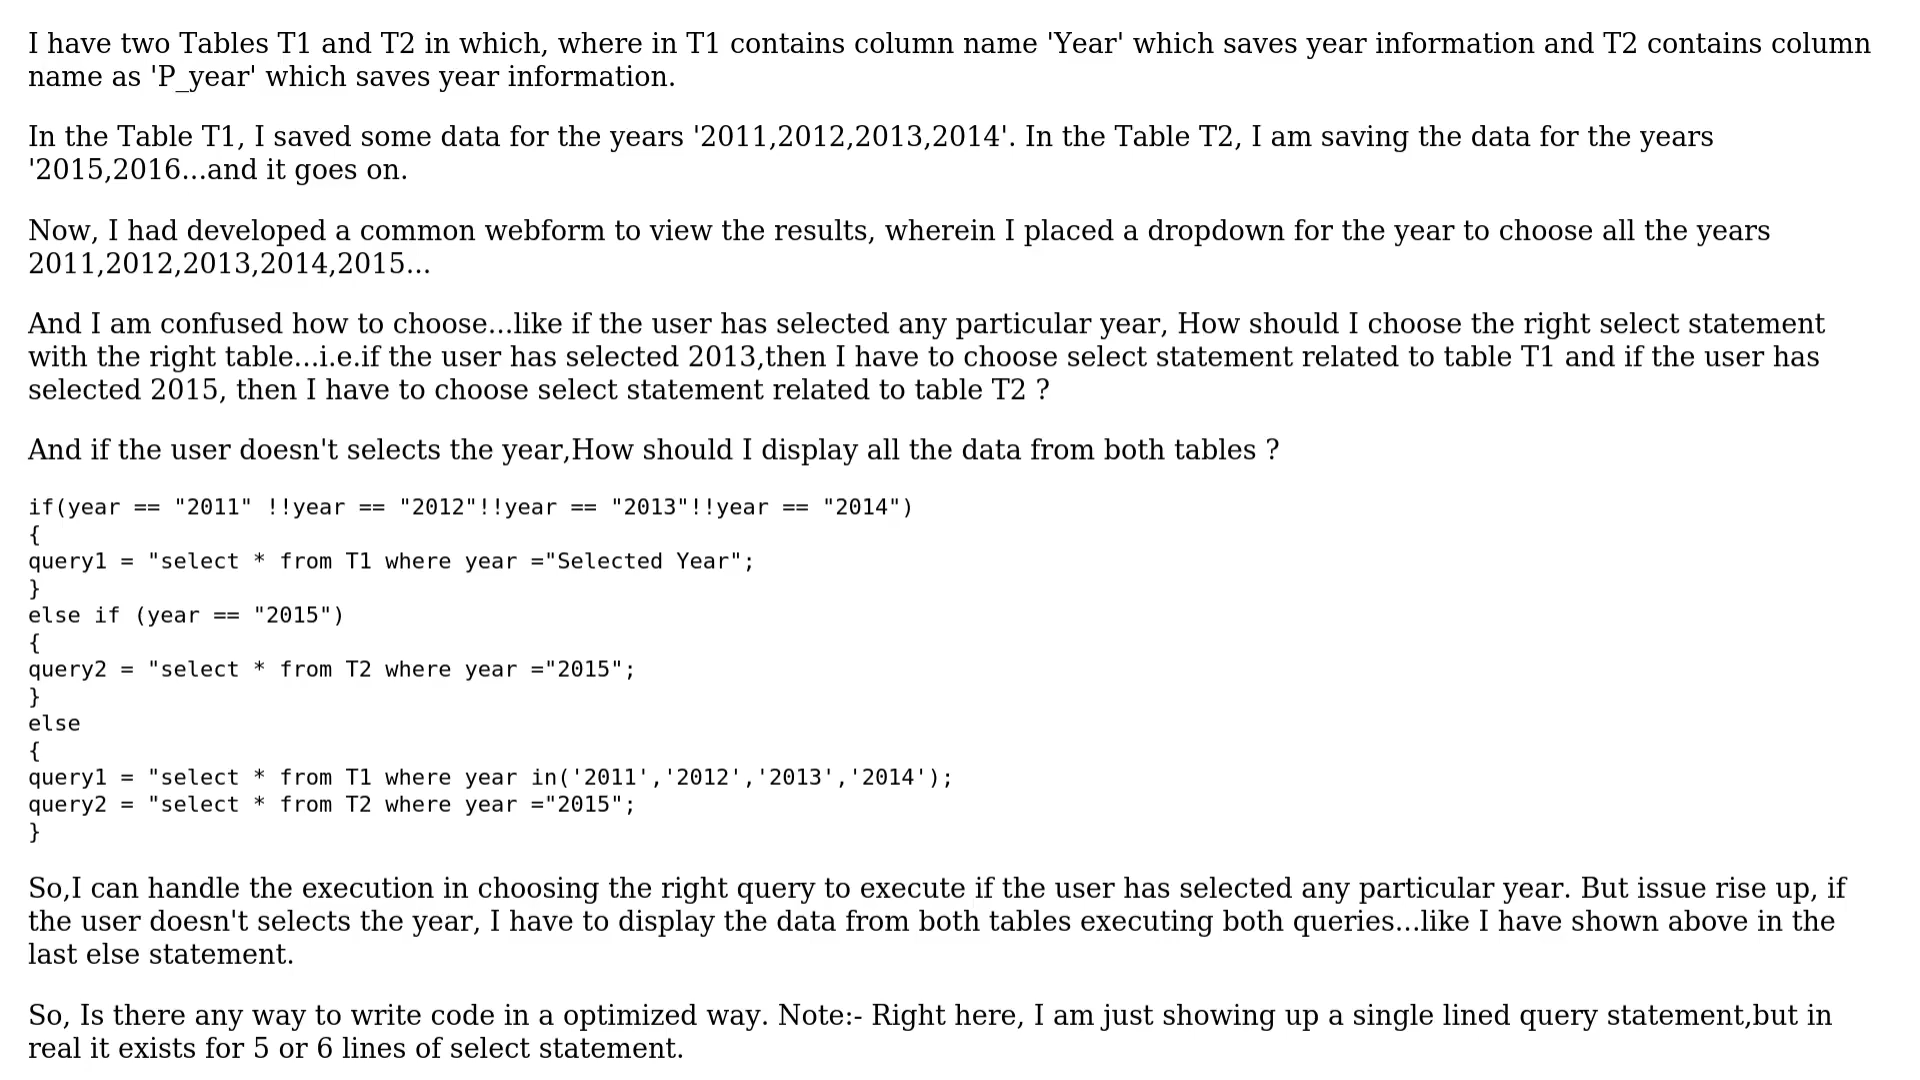 I have two Tables T1 and T2 in which, where in T1 contains column name 'Year' which saves year information and T2 contains column
name as 'P_year' which saves year information.
In the Table T1, I saved some data for the years '2011,2012,2013,2014'. In the Table T2, I am saving the data for the years
'2015,2016...and it goes on.
Now, I had developed a common webform to view the results, wherein I placed a dropdown for the year to choose all the years
2011,2012,2013,2014,2015...
And I am confused how to choose...like if the user has selected any particular year, How should I choose the right select statement
with the right table...i.e.if the user has selected 2013,then I have to choose select statement related to table T1 and if the user has
selected 2015, then I have to choose select statement related to table T2 ?
And if the user doesn't selects the year,How should I display all the data from both tables ?
if(year == "2011" !!year == "2012"!!year == "2013"!!year == "2014")
{
query1 = "select * from T1 where year ="Selected Year";
}
else if (year == "2015")
{
query2 = "select * from T2 where year ="2015";
}
else
{
query1 = "select * from T1 where year in('2011','2012','2013','2014');
query2 = "select * from T2 where year ="2015";
}
So,I can handle the execution in choosing the right query to execute if the user has selected any particular year. But issue rise up, if
the user doesn't selects the year, I have to display the data from both tables executing both queries...like I have shown above in the
last else statement.
So, Is there any way to write code in a optimized way. Note:- Right here, I am just showing up a single lined query statement,but in
real it exists for 5 or 6 lines of select statement.